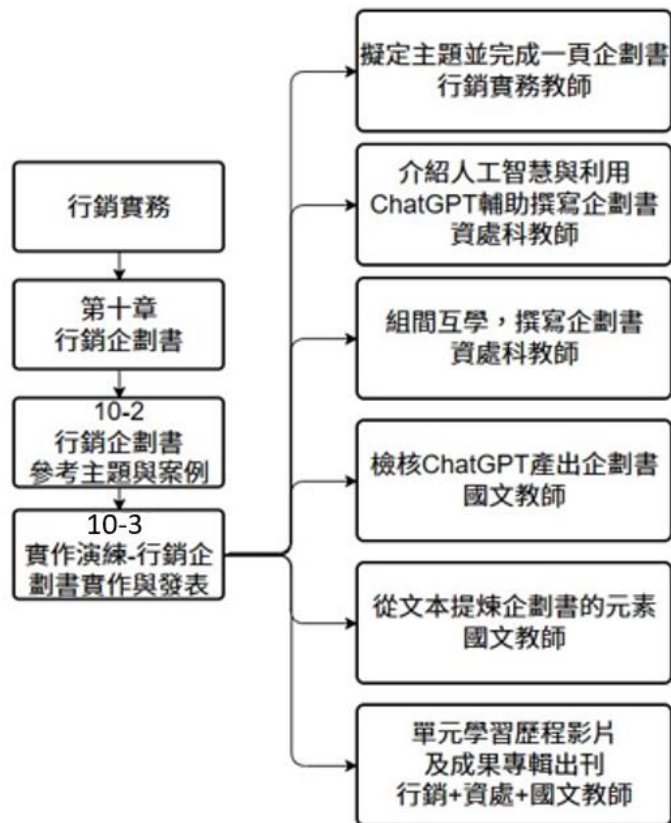 行銷實務
第十章
行銷企劃書
10-2
行銷企劃書
參考主題與案例
10-3
實作演練-行銷企
劃書實作與發表
擬定主題並完成一頁企劃書
行銷實務教師
介紹人工智慧與利用
ChatGPT輔助撰寫企劃書
資處科教師
組間互學，撰寫企劃書
資處科教師
檢核ChatGPT產出企劃書
國文教師
從文本提煉企劃書的元素
國文教師
單元學習歷程影片
及成果專輯出刊
行銷+資處+國文教師